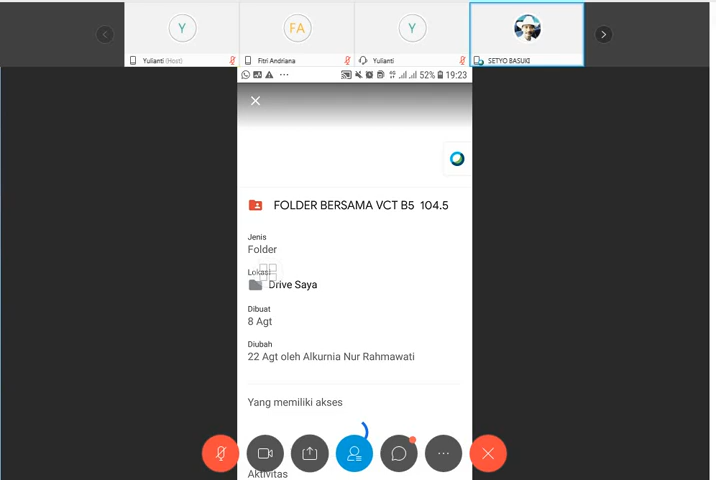 Y
FA
Y
Yulianti (Host)
Fitri Andriana
Yulianti
SETYO BASUKI
52% 19:23
FOLDER BERSAMA VCT B5 104.5
Jenis
Folder
Lokasi
Drive Saya
Dibuat
8 Agt
Diubah
22 Agt oleh Alkurnia Nur Rahmawati
Yang memiliki akses
Aktivitas